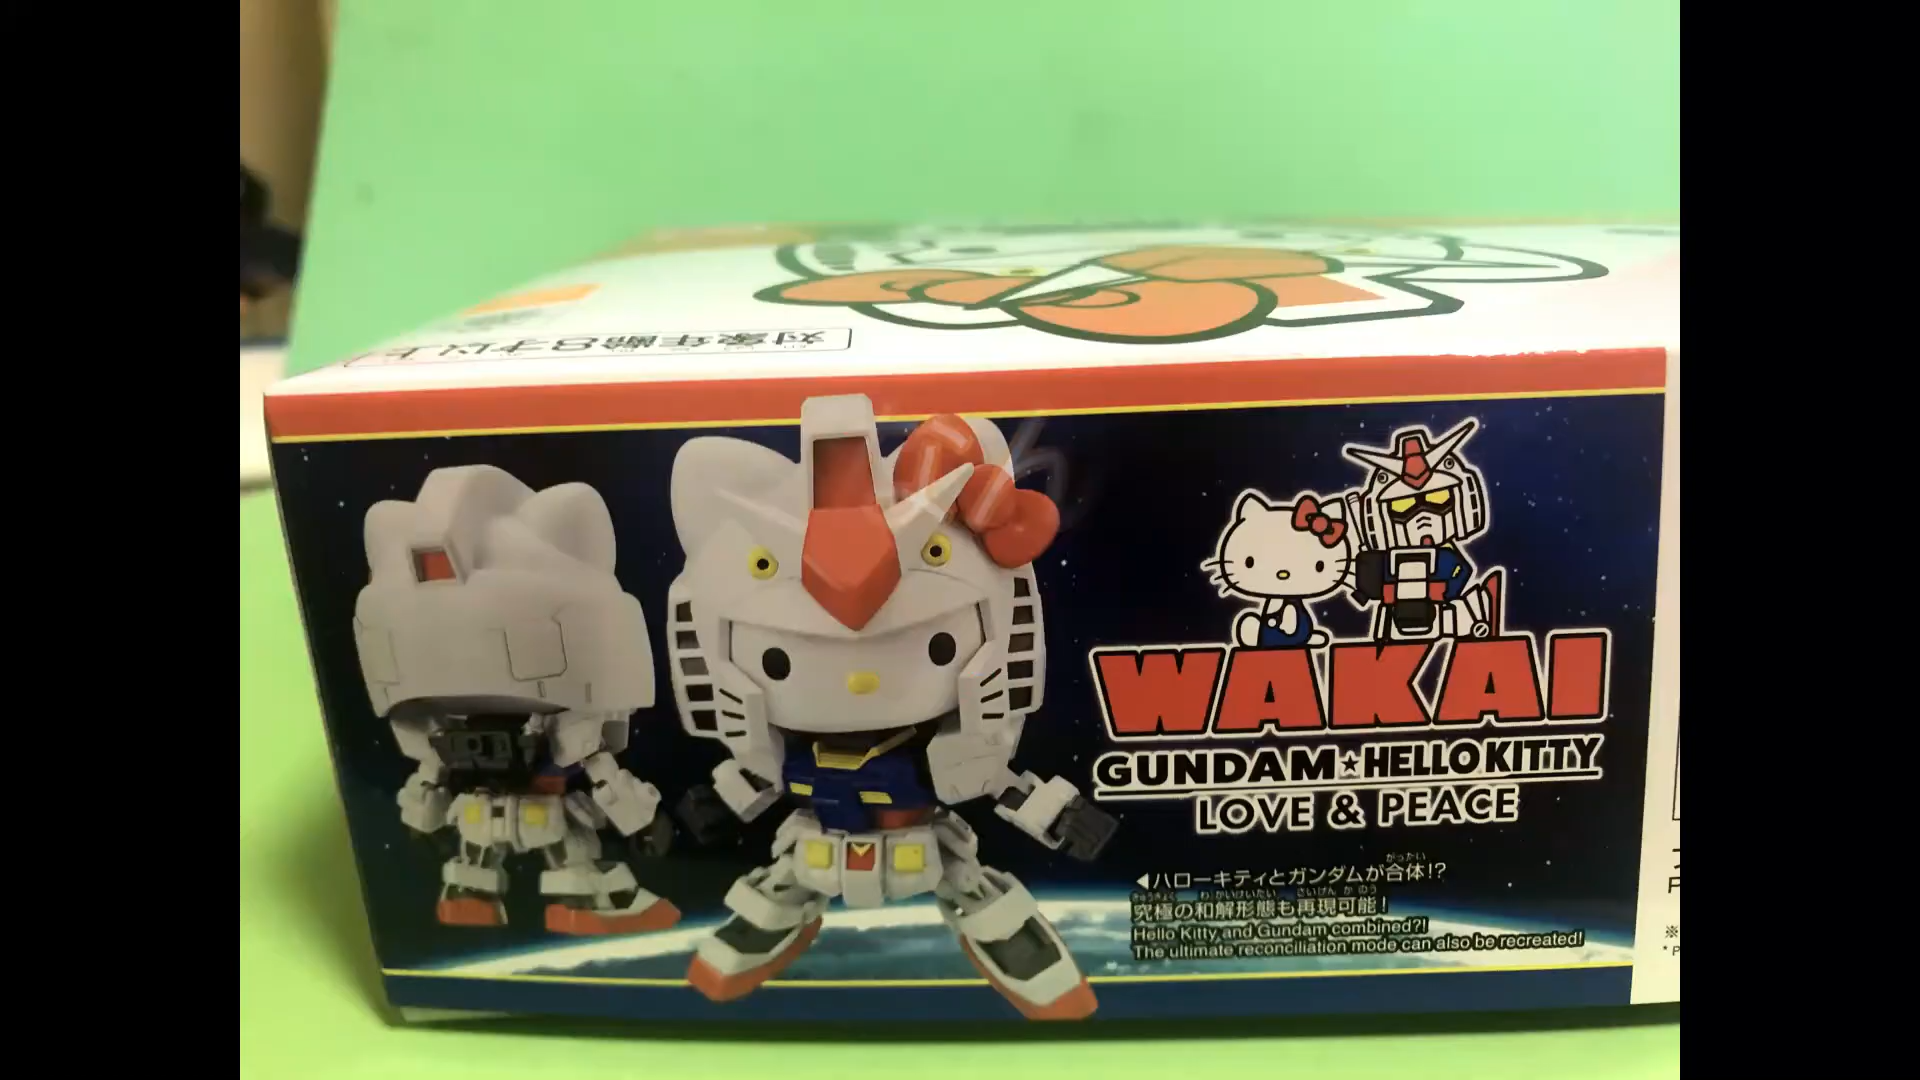 対象年齢8才以上
WAKAI
GUNDAM★HELLO KITTY
LOVE & PEACE
◀ハローキティとガンダムが合体!?
究極の和解形態も再現可能！
Hello Kitty and Gundam combined?!
The ultimate reconciliation mode can also be recreated!